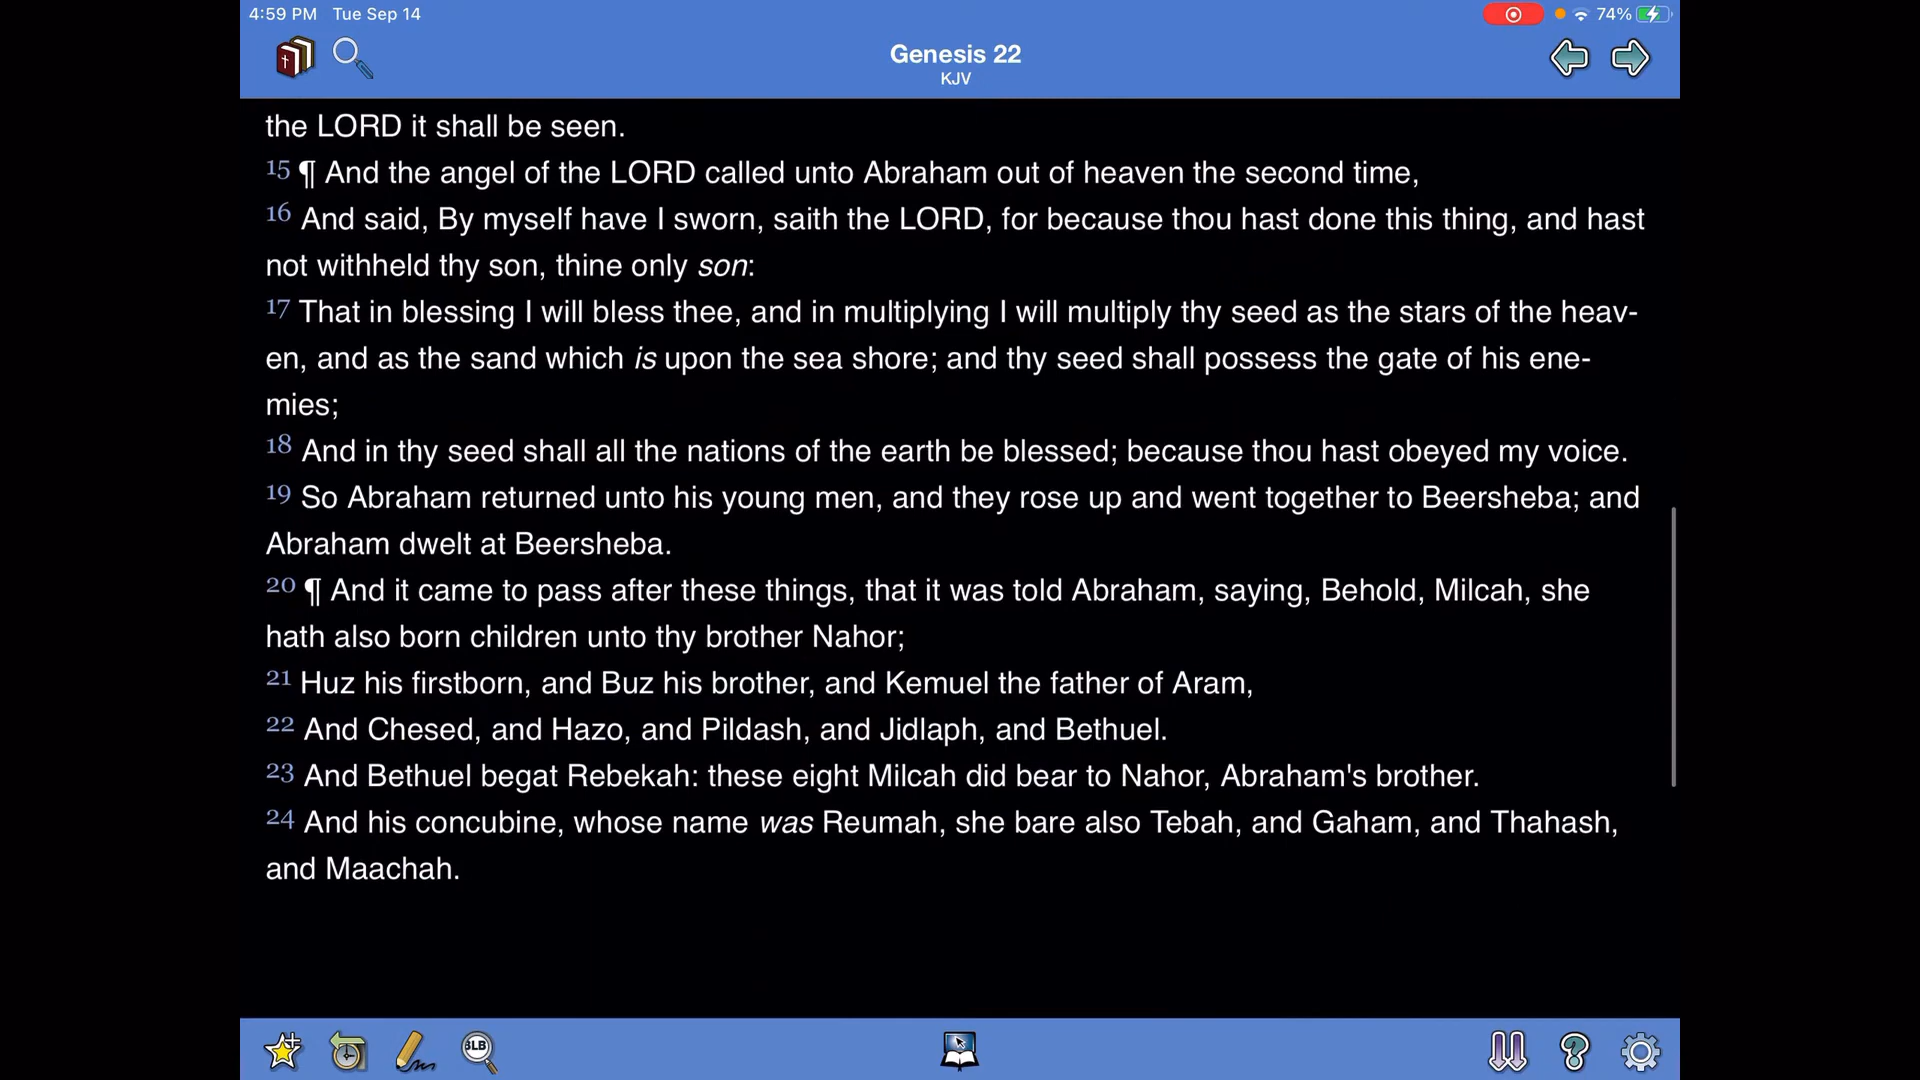 4:59 PM Tue Sep 14
74%
Genesis 22
KJV
the LORD it shall be seen.
15 ¶ And the angel of the LORD called unto Abraham out of heaven the second time,
16 And said, By myself have I sworn, saith the LORD, for because thou hast done this thing, and hast
not withheld thy son, thine only son:
17 That in blessing I will bless thee, and in multiplying I will multiply thy seed as the stars of the heav-
en, and as the sand which is upon the sea shore; and thy seed shall possess the gate of his ene-
mies;
18 And in thy seed shall all the nations of the earth be blessed; because thou hast obeyed my voice.
19 So Abraham returned unto his young men, and they rose up and went together to Beersheba; and
Abraham dwelt at Beersheba.
20 ¶ And it came to pass after these things, that it was told Abraham, saying, Behold, Milcah, she
hath also born children unto thy brother Nahor;
21 Huz his firstborn, and Buz his brother, and Kemuel the father of Aram,
22 And Chesed, and Hazo, and Pildash, and Jidlaph, and Bethuel.
23 And Bethuel begat Rebekah: these eight Milcah did bear to Nahor, Abraham's brother.
24 And his concubine, whose name was Reumah, she bare also Tebah, and Gaham, and Thahash,
and Maachah.
BLB